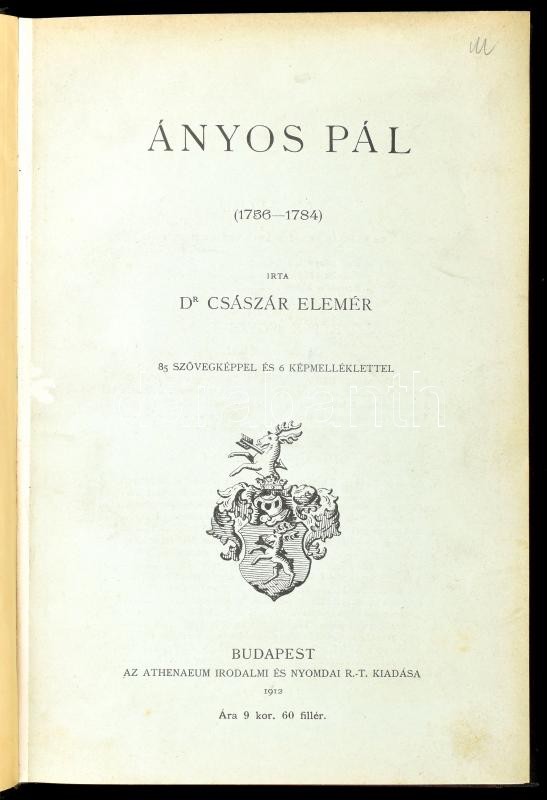 ÁNYOS PÁL
(1756—1784)
IRTA
Dᴿ CSÁSZÁR ELEMÉR
85 SZÖVEGKÉPPEL ÉS 6 KÉPMELLÉKLETTEL
BUDAPEST
AZ ATHENAEUM IRODALMI ÉS NYOMDAI R.-T. KIADÁSA
1912
Ára 9 kor. 60 fillér.